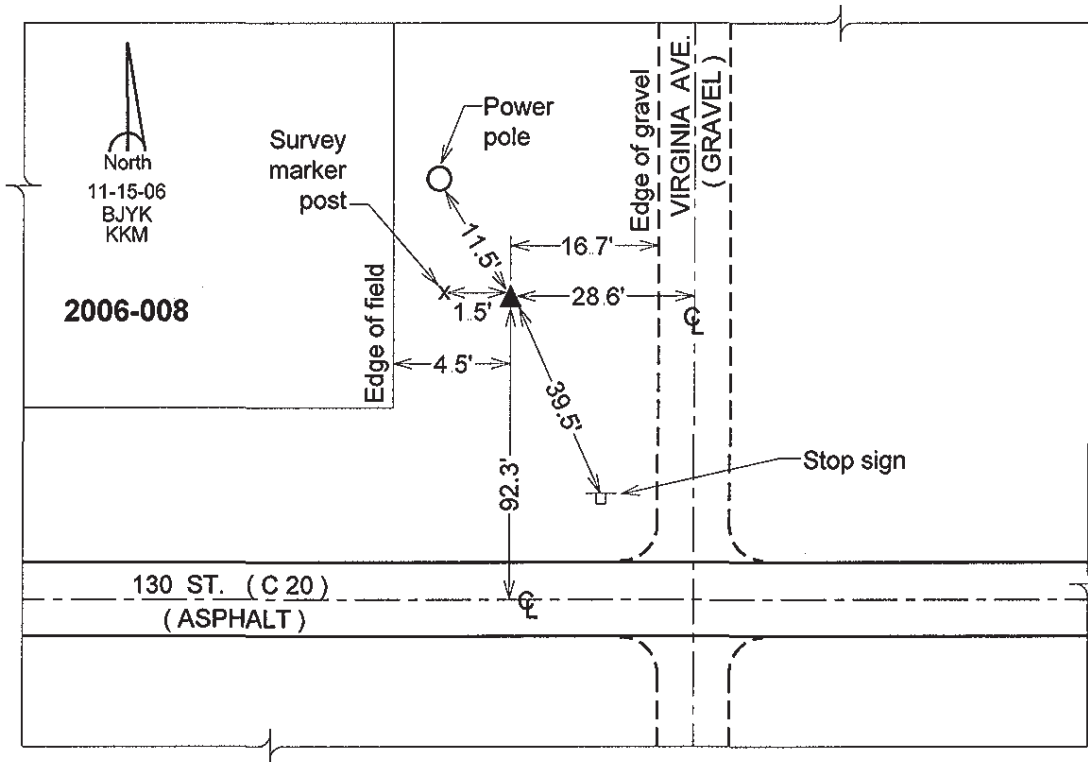 North
11-15-06
BJYK
KKM
2006-008
Survey
marker
post
Power
pole
Edge of gravel
VIRGINIA AVE.
( GRAVEL )
11.5'
16.7'
1.5'
28.6'
CL
Edge of field
4.5'
39.5'
92.3'
Stop sign
130 ST. ( C 20 )
CL
( ASPHALT )